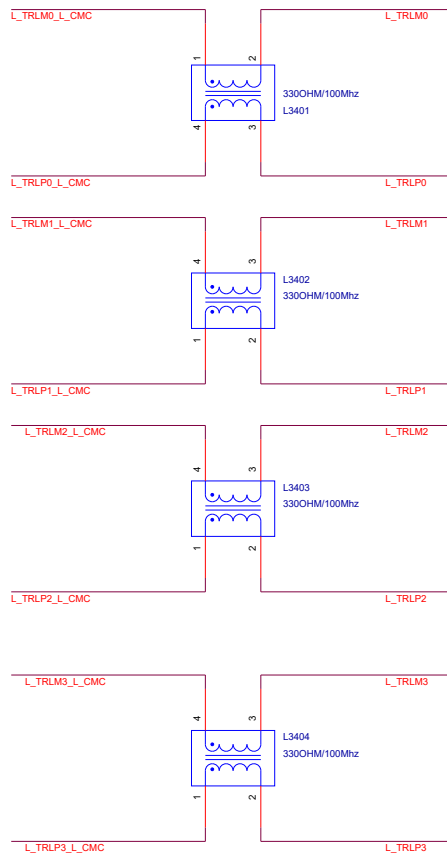 L_TRLM0_L_CMC L_TRLM0
1 2
330OHM/100Mhz
L3401
4 3
L_TRLP0_L_CMC L_TRLP0
L_TRLM1_L_CMC L_TRLM1
4 3
L3402
330OHM/100Mhz
1 2
L_TRLP1_L_CMC L_TRLP1
L_TRLM2_L_CMC L_TRLM2
4 3
L3403
330OHM/100Mhz
1 2
L_TRLP2_L_CMC L_TRLP2
L_TRLM3_L_CMC L_TRLM3
4 3
L3404
330OHM/100Mhz
1 2
L_TRLP3_L_CMC L_TRLP3